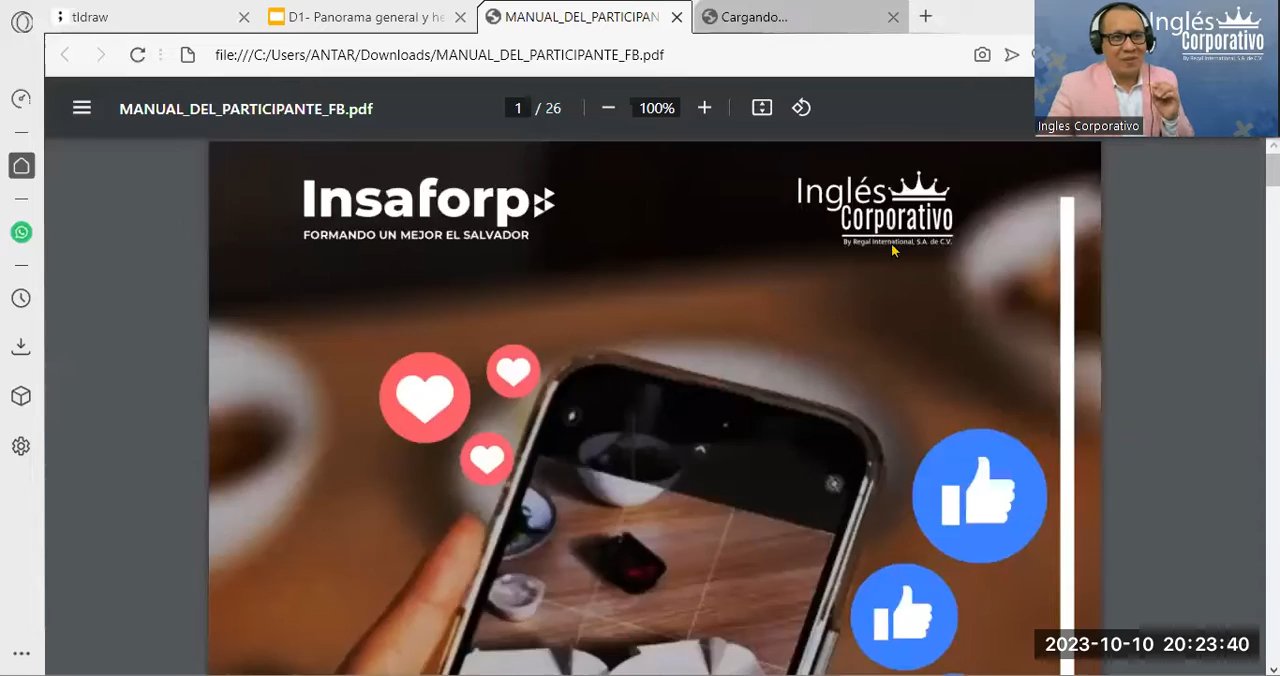 tldraw
D1- Panorama general y he
MANUAL_DEL_PARTICIPAN
Cargando...
file:///C:/Users/ANTAR/Downloads/MANUAL_DEL_PARTICIPANTE_FB.pdf
MANUAL_DEL_PARTICIPANTE_FB.pdf
1 / 26
100%
Inglés
Corporativo
By Regal International, S.A. de C.V.
Ingles Corporativo
Insaforp
FORMANDO UN MEJOR EL SALVADOR
Inglés
Corporativo
By Regal International, S.A. de C.V.
2023-10-10 20:23:40